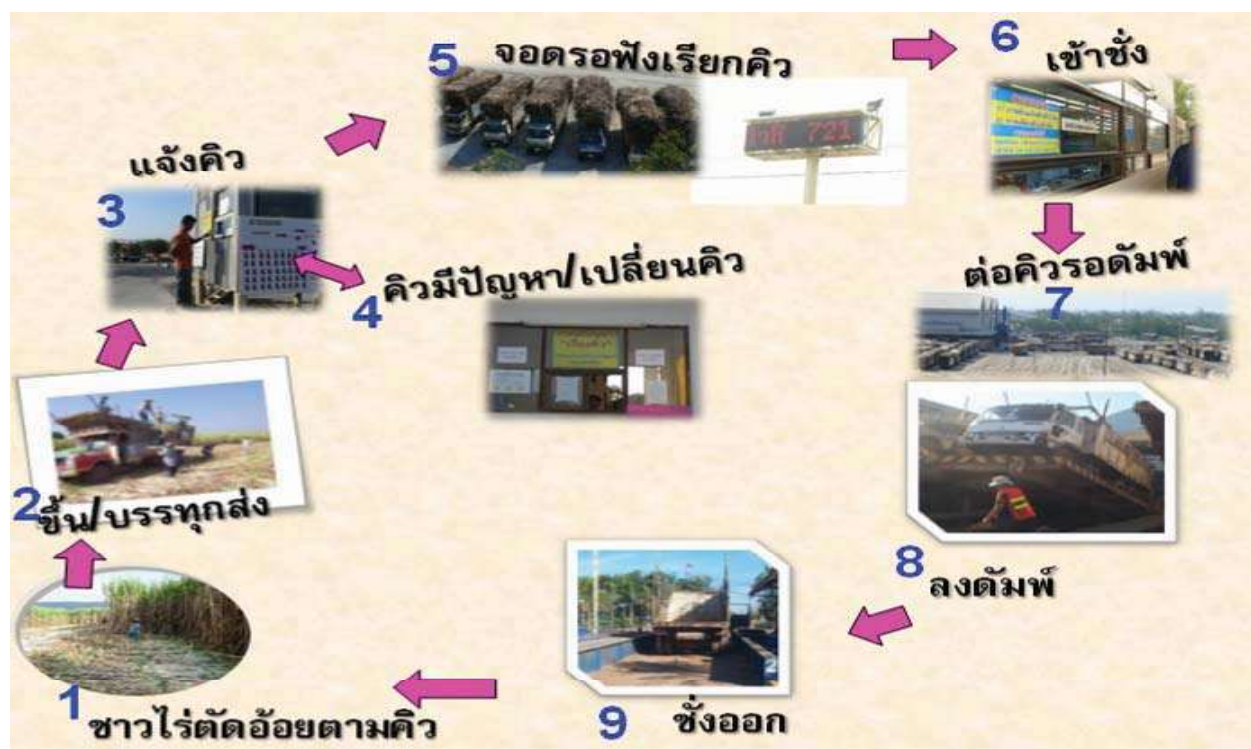 1
ชาวไร่ตัดอ้อยตามคิว
2
ขึ้น/บรรทุกส่ง
3
แจ้งคิว
4
คิวมีปัญหา/เปลี่ยนคิว
5
จอดรอฟังเรียกคิว
721
6
เข้าชั่ง
7
ต่อคิวรอดัมพ์
8
ลงดัมพ์
9
ชั่งออก